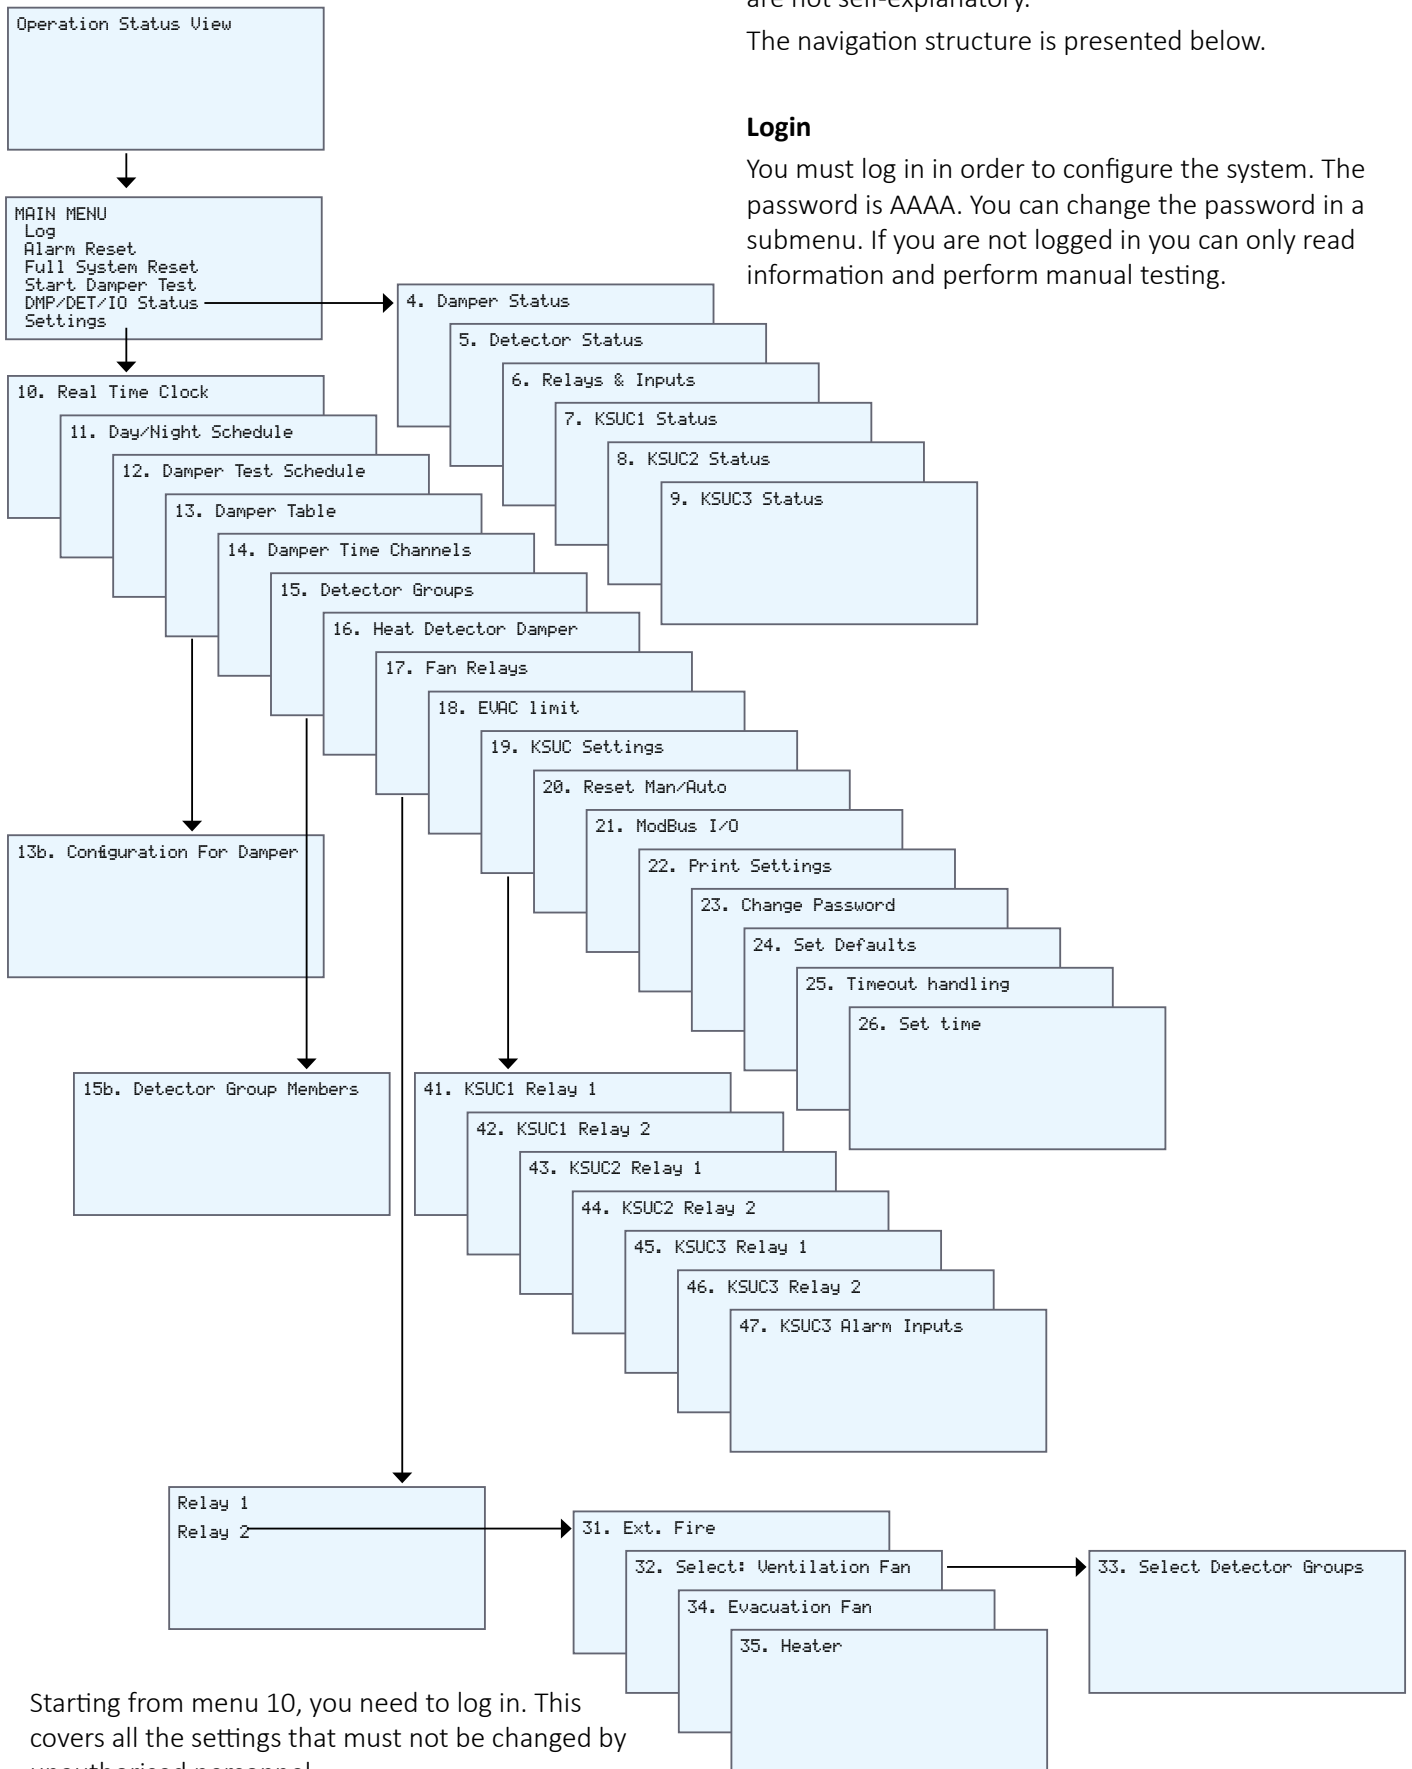 are not self-explanatory.
The navigation structure is presented below.
Login
You must log in in order to configure the system. The
password is AAAA. You can change the password in a
submenu. If you are not logged in you can only read
information and perform manual testing.
Operation Status View
MAIN MENU
Log
Alarm Reset
Full System Reset
Start Damper Test
DMP/DET/IO Status
Settings
4. Damper Status
5. Detector Status
6. Relays & Inputs
7. KSUC1 Status
8. KSUC2 Status
9. KSUC3 Status
10. Real Time Clock
11. Day/Night Schedule
12. Damper Test Schedule
13. Damper Table
14. Damper Time Channels
15. Detector Groups
16. Heat Detector Damper
17. Fan Relays
18. EVAC limit
19. KSUC Settings
20. Reset Man/Auto
21. ModBus I/O
22. Print Settings
23. Change Password
24. Set Defaults
25. Timeout handling
26. Set time
13b. Configuration For Damper
15b. Detector Group Members
41. KSUC1 Relay 1
42. KSUC1 Relay 2
43. KSUC2 Relay 1
44. KSUC2 Relay 2
45. KSUC3 Relay 1
46. KSUC3 Relay 2
47. KSUC3 Alarm Inputs
Relay 1
Relay 2
31. Ext. Fire
32. Select: Ventilation Fan
33. Select Detector Groups
34. Evacuation Fan
35. Heater
Starting from menu 10, you need to log in. This
covers all the settings that must not be changed by
unauthorised personnel